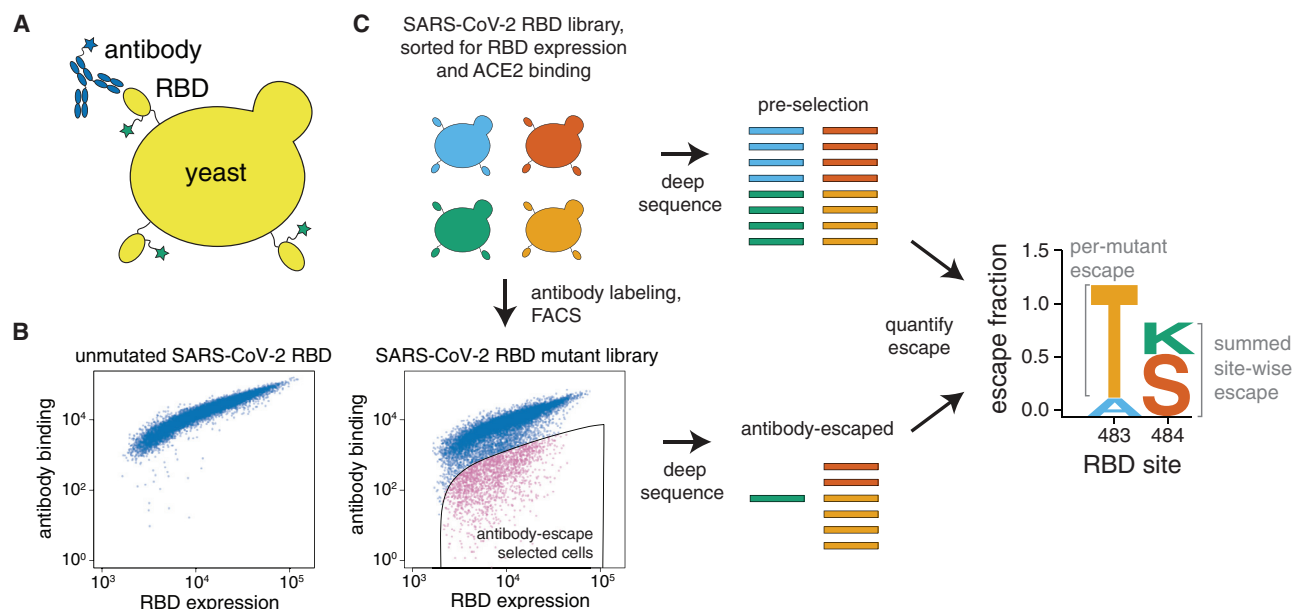 A
antibody
RBD
yeast
B
unmutated SARS-CoV-2 RBD
antibody binding
10⁴
10²
10⁰
10³
10⁴
10⁵
RBD expression
C
SARS-CoV-2 RBD library,
sorted for RBD expression
and ACE2 binding
deep
sequence
pre-selection
antibody labeling,
FACS
SARS-CoV-2 RBD mutant library
antibody binding
10⁴
10²
10⁰
antibody-escape
selected cells
10³
10⁴
10⁵
RBD expression
deep
sequence
antibody-escaped
quantify
escape
escape fraction
1.5
1.0
0.5
0.0
per-mutant
escape
T
A
K
S
summed
site-wise
escape
483
484
RBD site